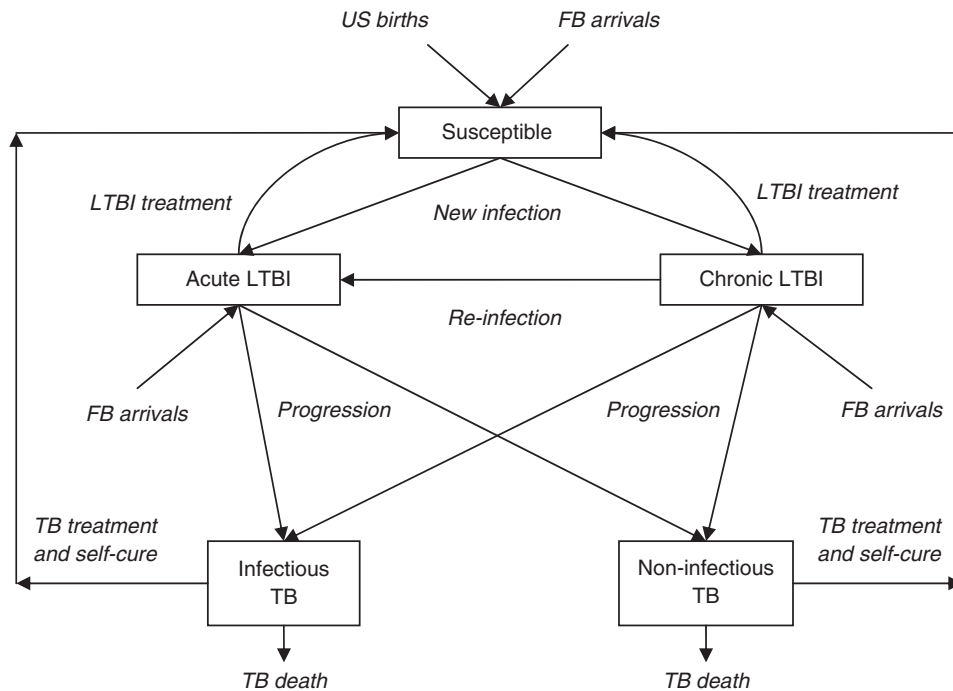 US births
FB arrivals
Susceptible
LTBI treatment
LTBI treatment
New infection
Acute LTBI
Chronic LTBI
Re-infection
FB arrivals
Progression
Progression
FB arrivals
TB treatment
and self-cure
Infectious
TB
Non-infectious
TB
TB treatment
and self-cure
TB death
TB death